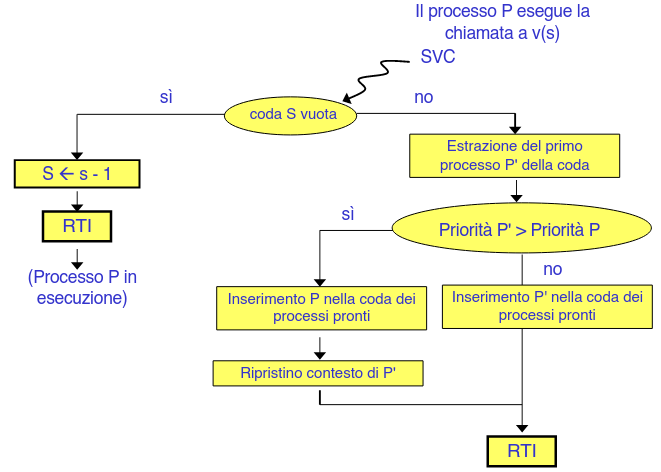 Il processo P esegue la
chiamata a v(s)
SVC
sì
no
coda S vuota
Estrazione del primo
processo P' della coda
S ← s - 1
RTI
(Processo P in
esecuzione)
sì
Priorità P' > Priorità P
no
Inserimento P nella coda dei
processi pronti
Inserimento P' nella coda dei
processi pronti
Ripristino contesto di P'
RTI